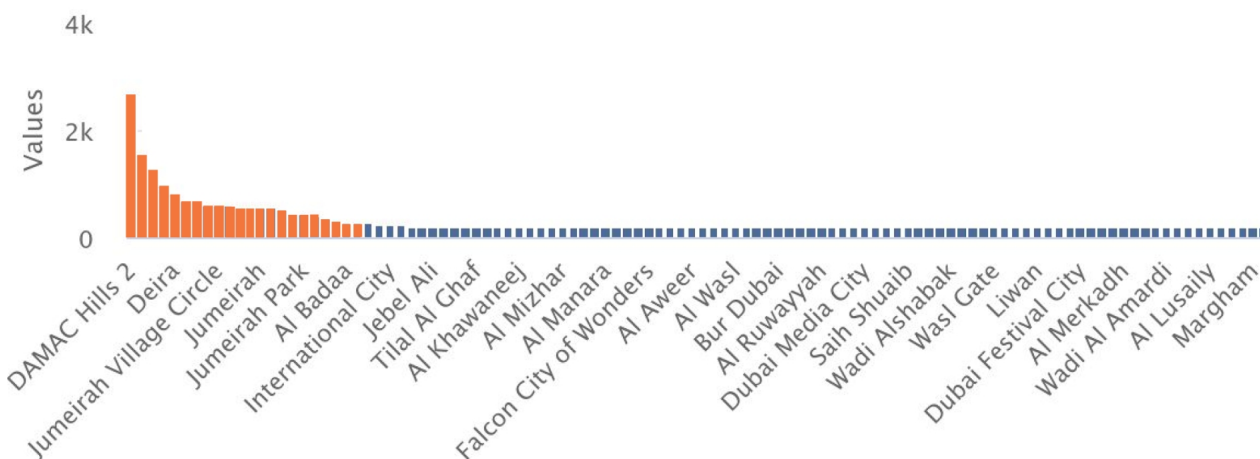 4k
Values
2k
0
DAMAC Hills 2
Deira
Jumeirah Village Circle
Jumeirah
Jumeirah Park
Al Badaa
International City
Jebel Ali
Tilal Al Ghaf
Al Khawaneej
Al Mizhar
Al Manara
Falcon City of Wonders
Al Aweer
Al Wasl
Bur Dubai
Al Ruwayyah
Dubai Media City
Saih Shuaib
Wadi Alshabak
Wasl Gate
Liwan
Dubai Festival City
Al Merkadh
Wadi Al Amardi
Al Lusaily
Margham